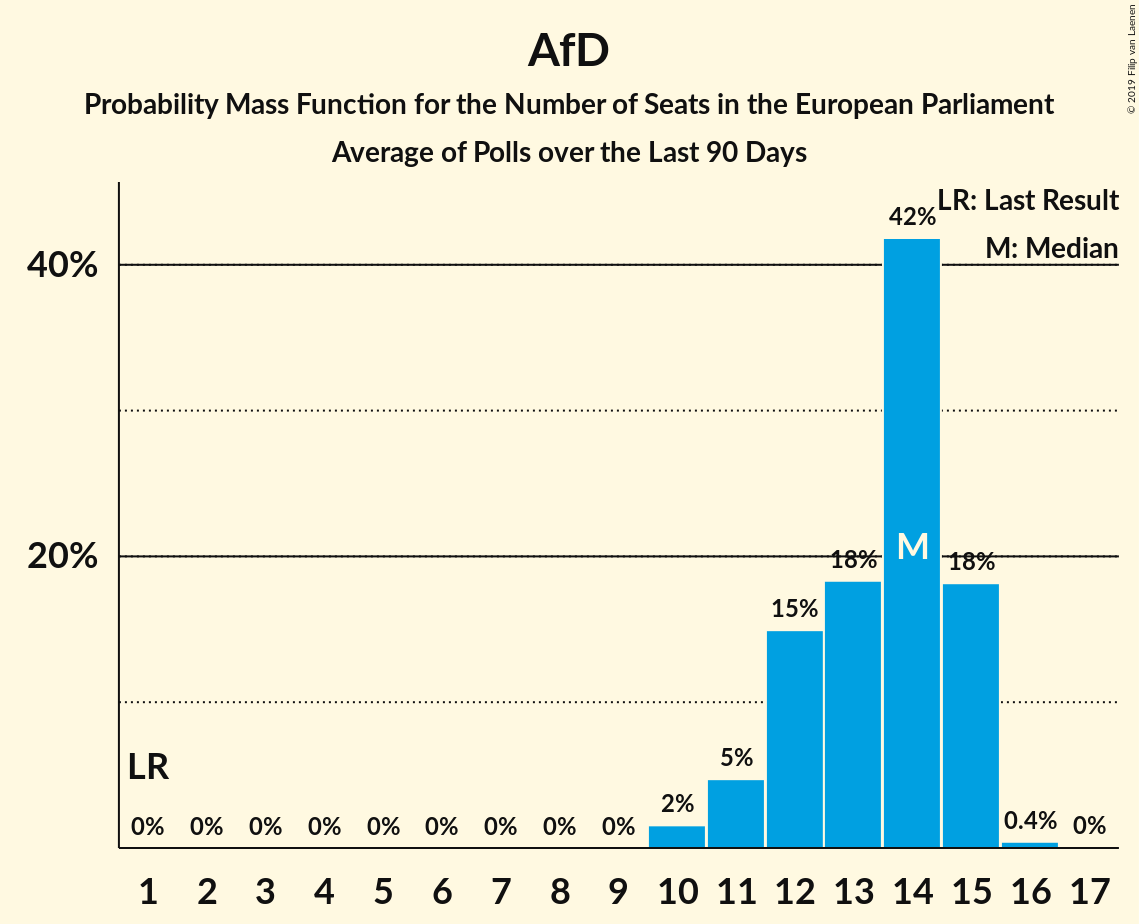 AfD
Probability Mass Function for the Number of Seats in the European Parliament
Average of Polls over the Last 90 Days
© 2019 Filip van Laenen
LR: Last Result
M: Median
42%
40%
20%
M
18%
18%
15%
5%
2%
0.4%
0%
LR
0% 0% 0% 0% 0% 0% 0% 0% 0%
1 2 3 4 5 6 7 8 9 10 11 12 13 14 15 16 17